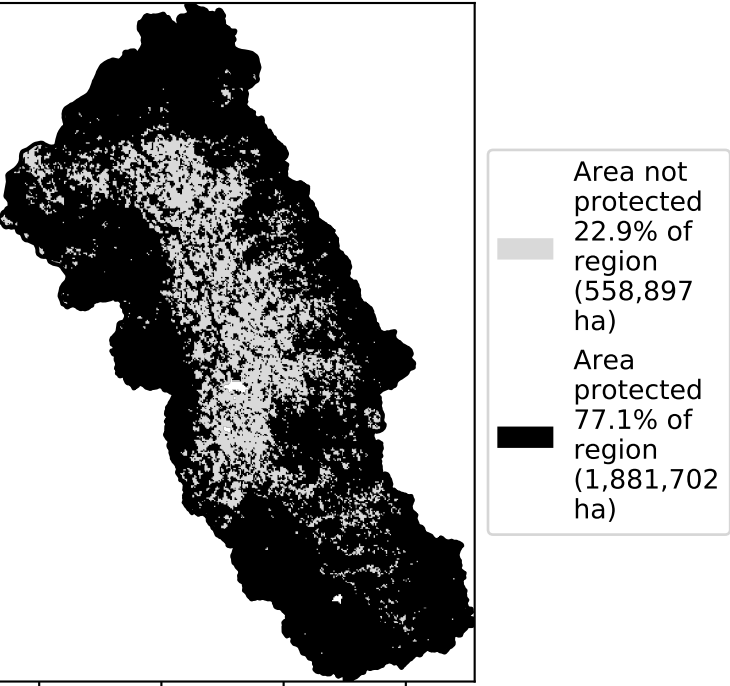 Area not
protected
22.9% of
region
(558,897
ha)
Area
protected
77.1% of
region
(1,881,702
ha)